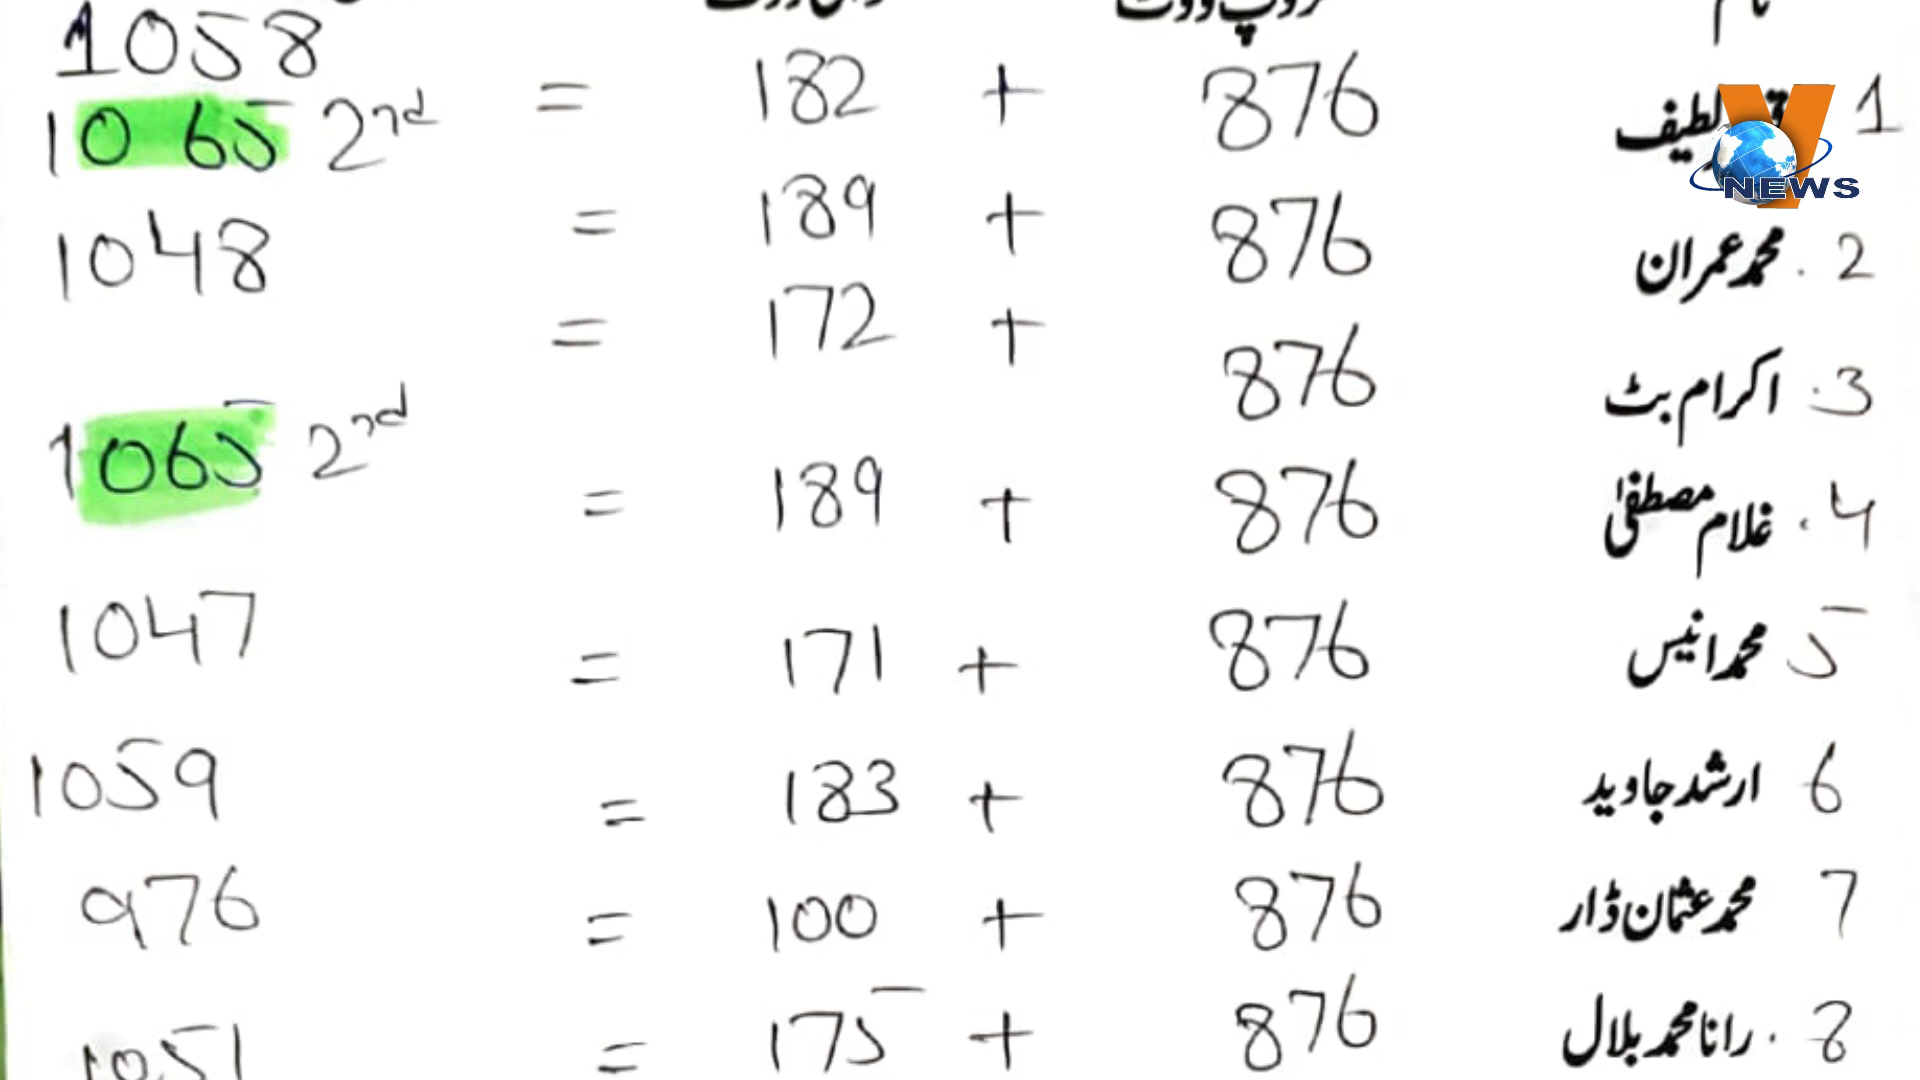 1 لطیف 876 + 182 = 1058
2. محمد عمران 876 + 189 = 1065 2nd
3. اکرام بٹ 876 + 172 = 1048
4. غلام مصطفیٰ 876 + 189 = 1065 2nd
5 محمد انیس 876 + 171 = 1047
6 ارشد جاوید 876 + 183 = 1059
7 محمد عثمان ڈار 876 + 100 = 976
8. رانا محمد بلال 876 + 175 = 1051
V NEWS